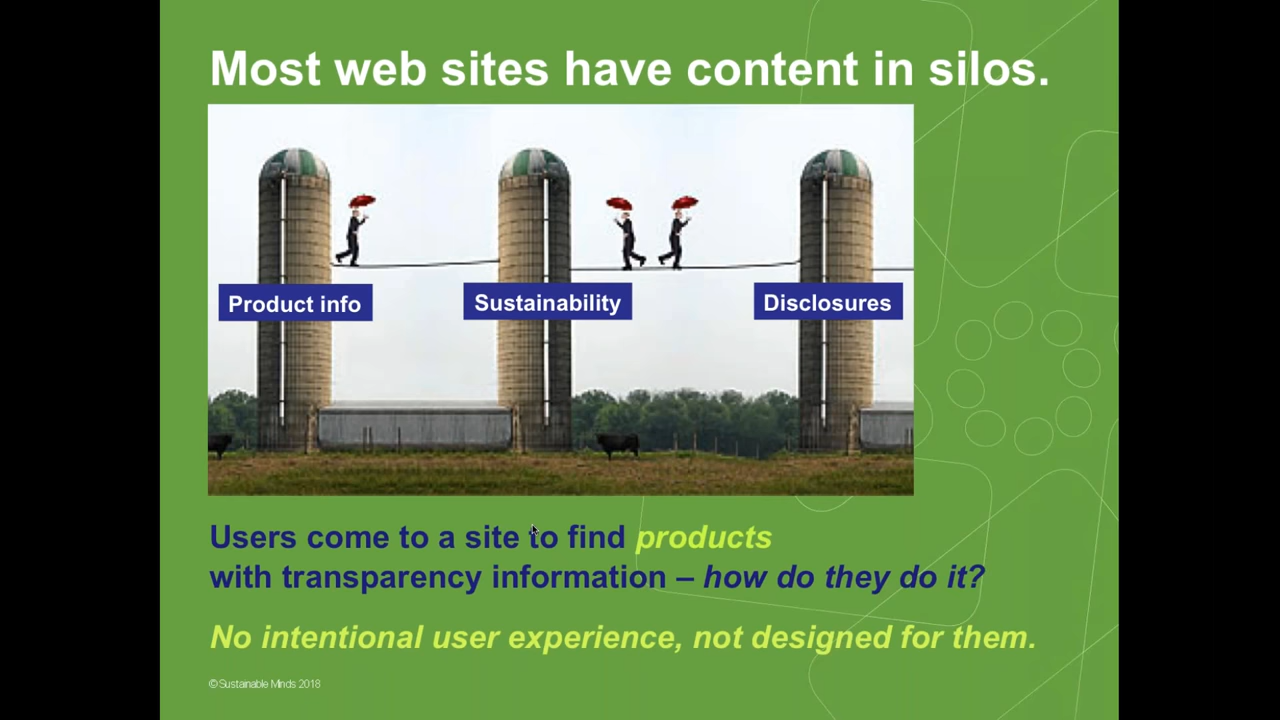 Most web sites have content in silos.
Product info
Sustainability
Disclosures
Users come to a site to find products
with transparency information – how do they do it?
No intentional user experience, not designed for them.
©Sustainable Minds 2018